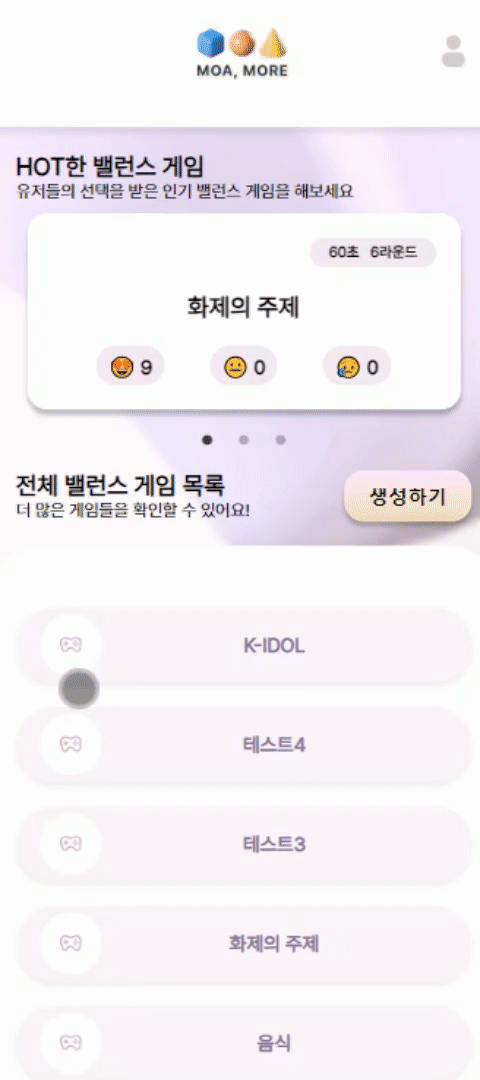 MOA, MORE
HOT한 밸런스 게임
유저들의 선택을 받은 인기 밸런스 게임을 해보세요
60초 6라운드
화제의 주제
9
0
0
전체 밸런스 게임 목록
더 많은 게임들을 확인할 수 있어요!
생성하기
K-IDOL
테스트4
테스트3
화제의 주제
음식